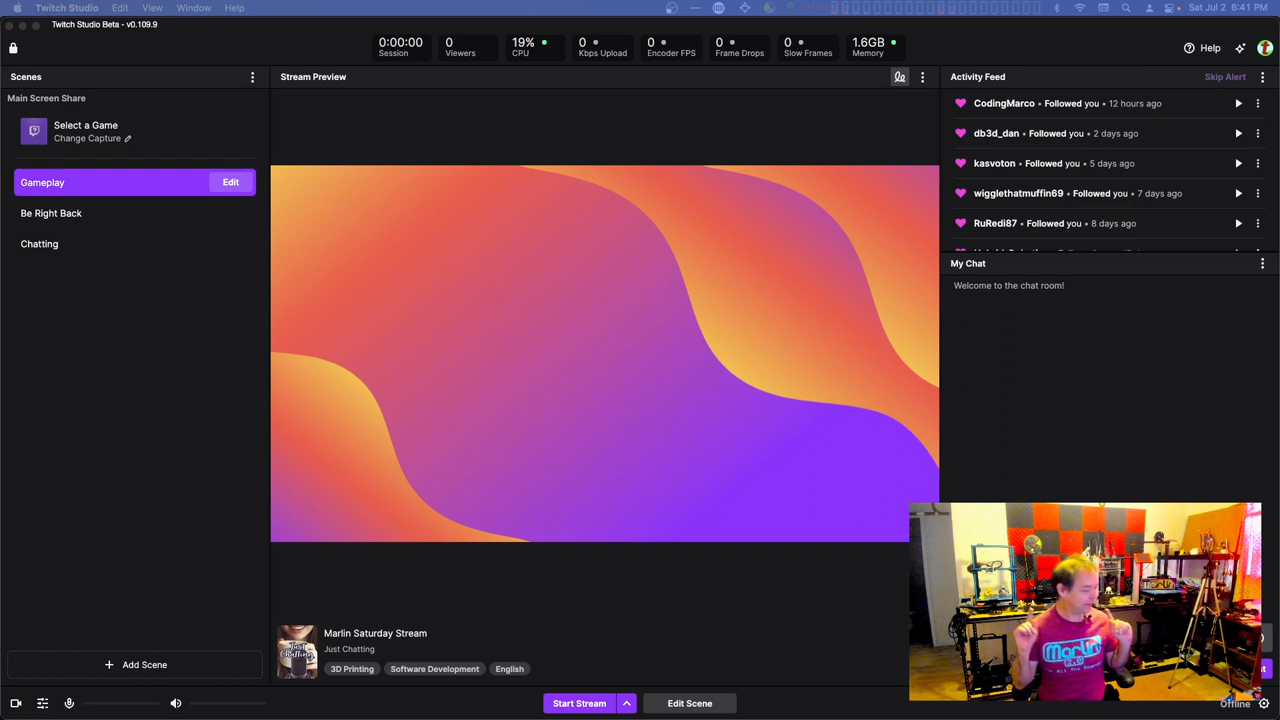 Twitch Studio Edit View Window Help Sat Jul 2 6:41 PM
Twitch Studio Beta - v0.109.9
0:00:00 0 19% 0 0 0 0 1.6GB
Session Viewers CPU Kbps Upload Encoder FPS Frame Drops Slow Frames Memory
Help
Scenes
Main Screen Share
Select a Game
Change Capture
Gameplay Edit
Be Right Back
Chatting
Add Scene
Stream Preview
Just Chatting
Marlin Saturday Stream
Just Chatting
3D Printing Software Development English
Start Stream Edit Scene
Activity Feed Skip Alert
CodingMarco • Followed you • 12 hours ago
db3d_dan • Followed you • 2 days ago
kasvoton • Followed you • 5 days ago
wigglethatmuffin69 • Followed you • 7 days ago
RuRedi87 • Followed you • 8 days ago
My Chat
Welcome to the chat room!
Marlin
Offline